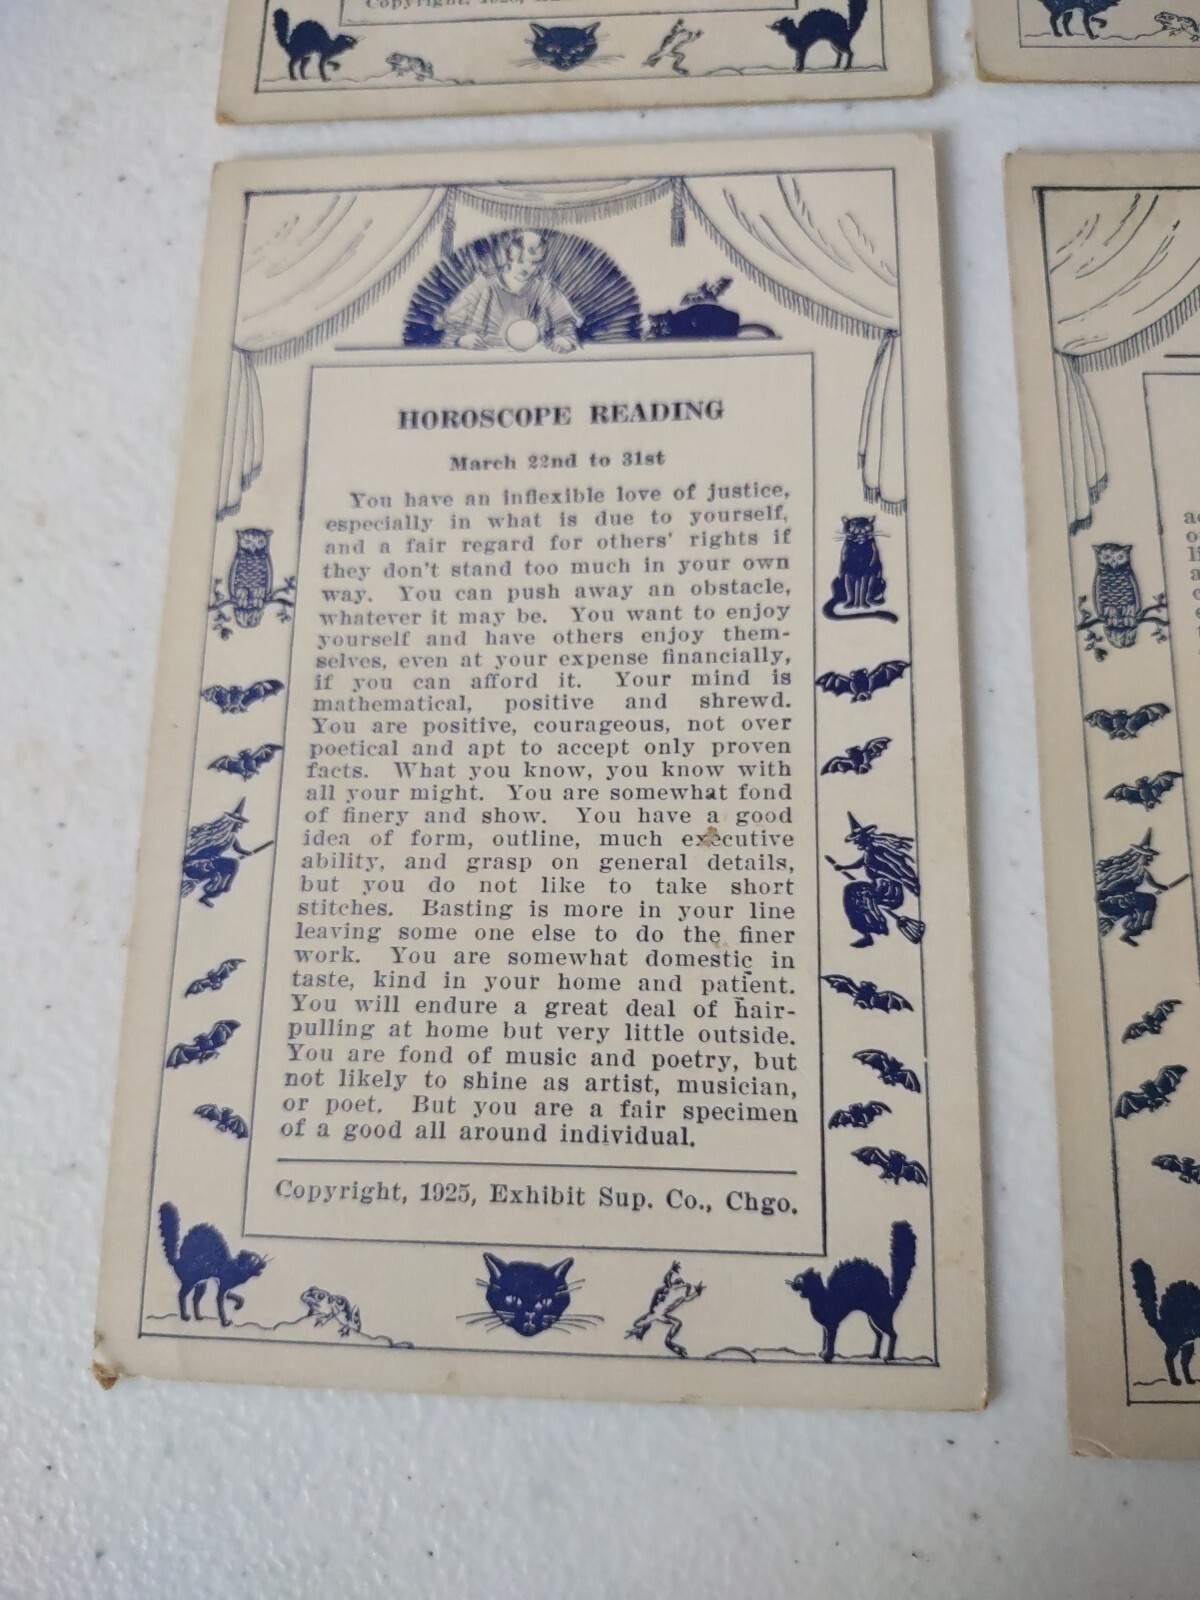 Copyright, 1925,
HOROSCOPE READING
March 22nd to 31st
You have an inflexible love of justice,
especially in what is due to yourself,
and a fair regard for others' rights if
they don't stand too much in your own
way. You can push away an obstacle,
whatever it may be. You want to enjoy
yourself and have others enjoy them-
selves, even at your expense financially,
if you can afford it. Your mind is
mathematical, positive and shrewd.
You are positive, courageous, not over
poetical and apt to accept only proven
facts. What you know, you know with
all your might. You are somewhat fond
of finery and show. You have a good
idea of form, outline, much executive
ability, and grasp on general details,
but you do not like to take short
stitches. Basting is more in your line
leaving some one else to do the finer
work. You are somewhat domestic in
taste, kind in your home and patient.
You will endure a great deal of hair-
pulling at home but very little outside.
You are fond of music and poetry, but
not likely to shine as artist, musician,
or poet. But you are a fair specimen
of a good all around individual.
Copyright, 1925, Exhibit Sup. Co., Chgo.